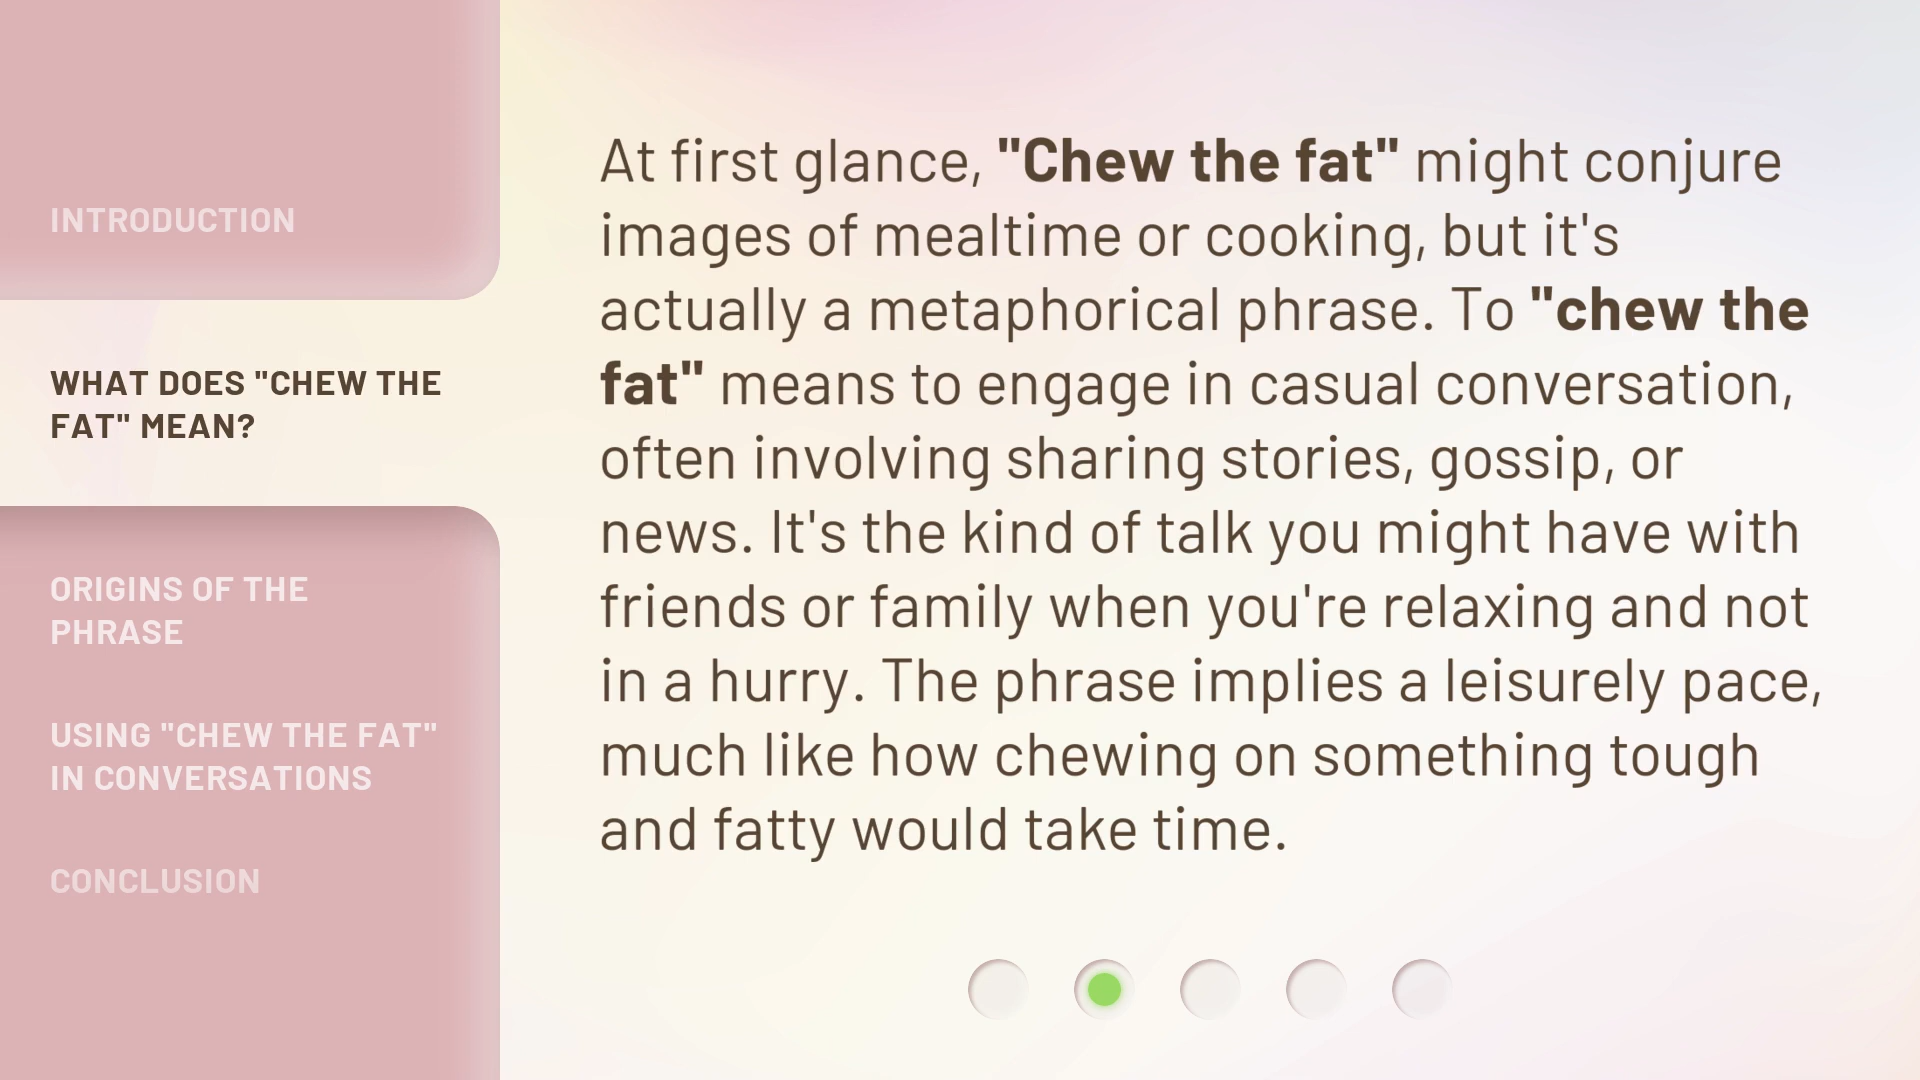 INTRODUCTION
WHAT DOES "CHEW THE
FAT" MEAN?
ORIGINS OF THE
PHRASE
USING "CHEW THE FAT"
IN CONVERSATIONS
CONCLUSION
At first glance, "Chew the fat" might conjure
images of mealtime or cooking, but it's
actually a metaphorical phrase. To "chew the
fat" means to engage in casual conversation,
often involving sharing stories, gossip, or
news. It's the kind of talk you might have with
friends or family when you're relaxing and not
in a hurry. The phrase implies a leisurely pace,
much like how chewing on something tough
and fatty would take time.